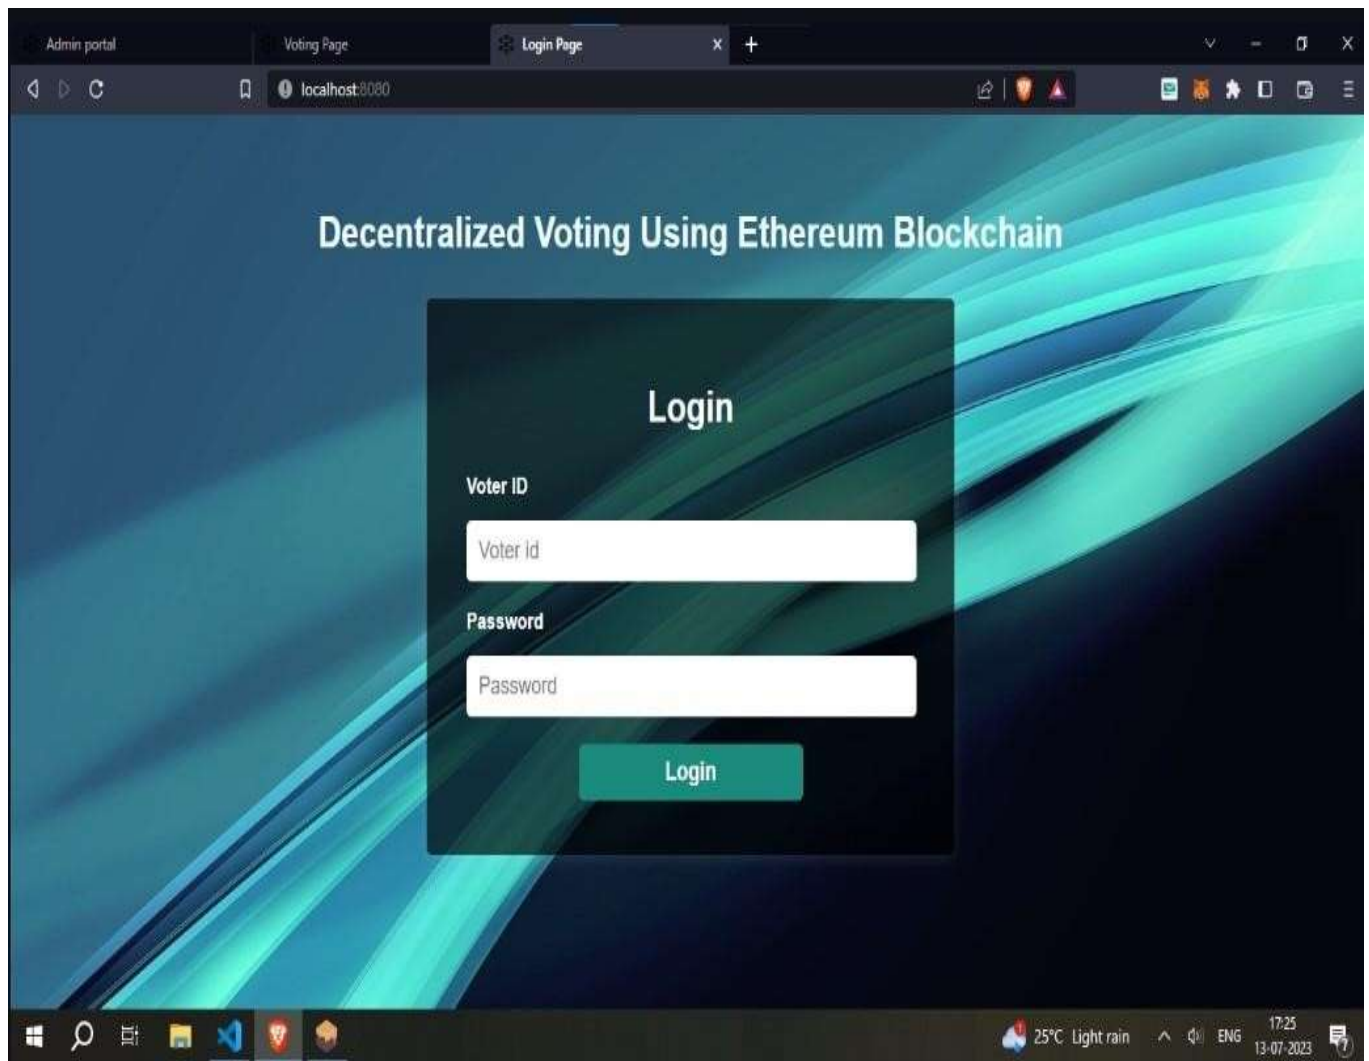 Admin portal
Voting Page
Login Page
localhost:8080
Decentralized Voting Using Ethereum Blockchain
Login
Voter ID
Voter id
Password
Password
Login
25°C Light rain
ENG
17:25
13-07-2023